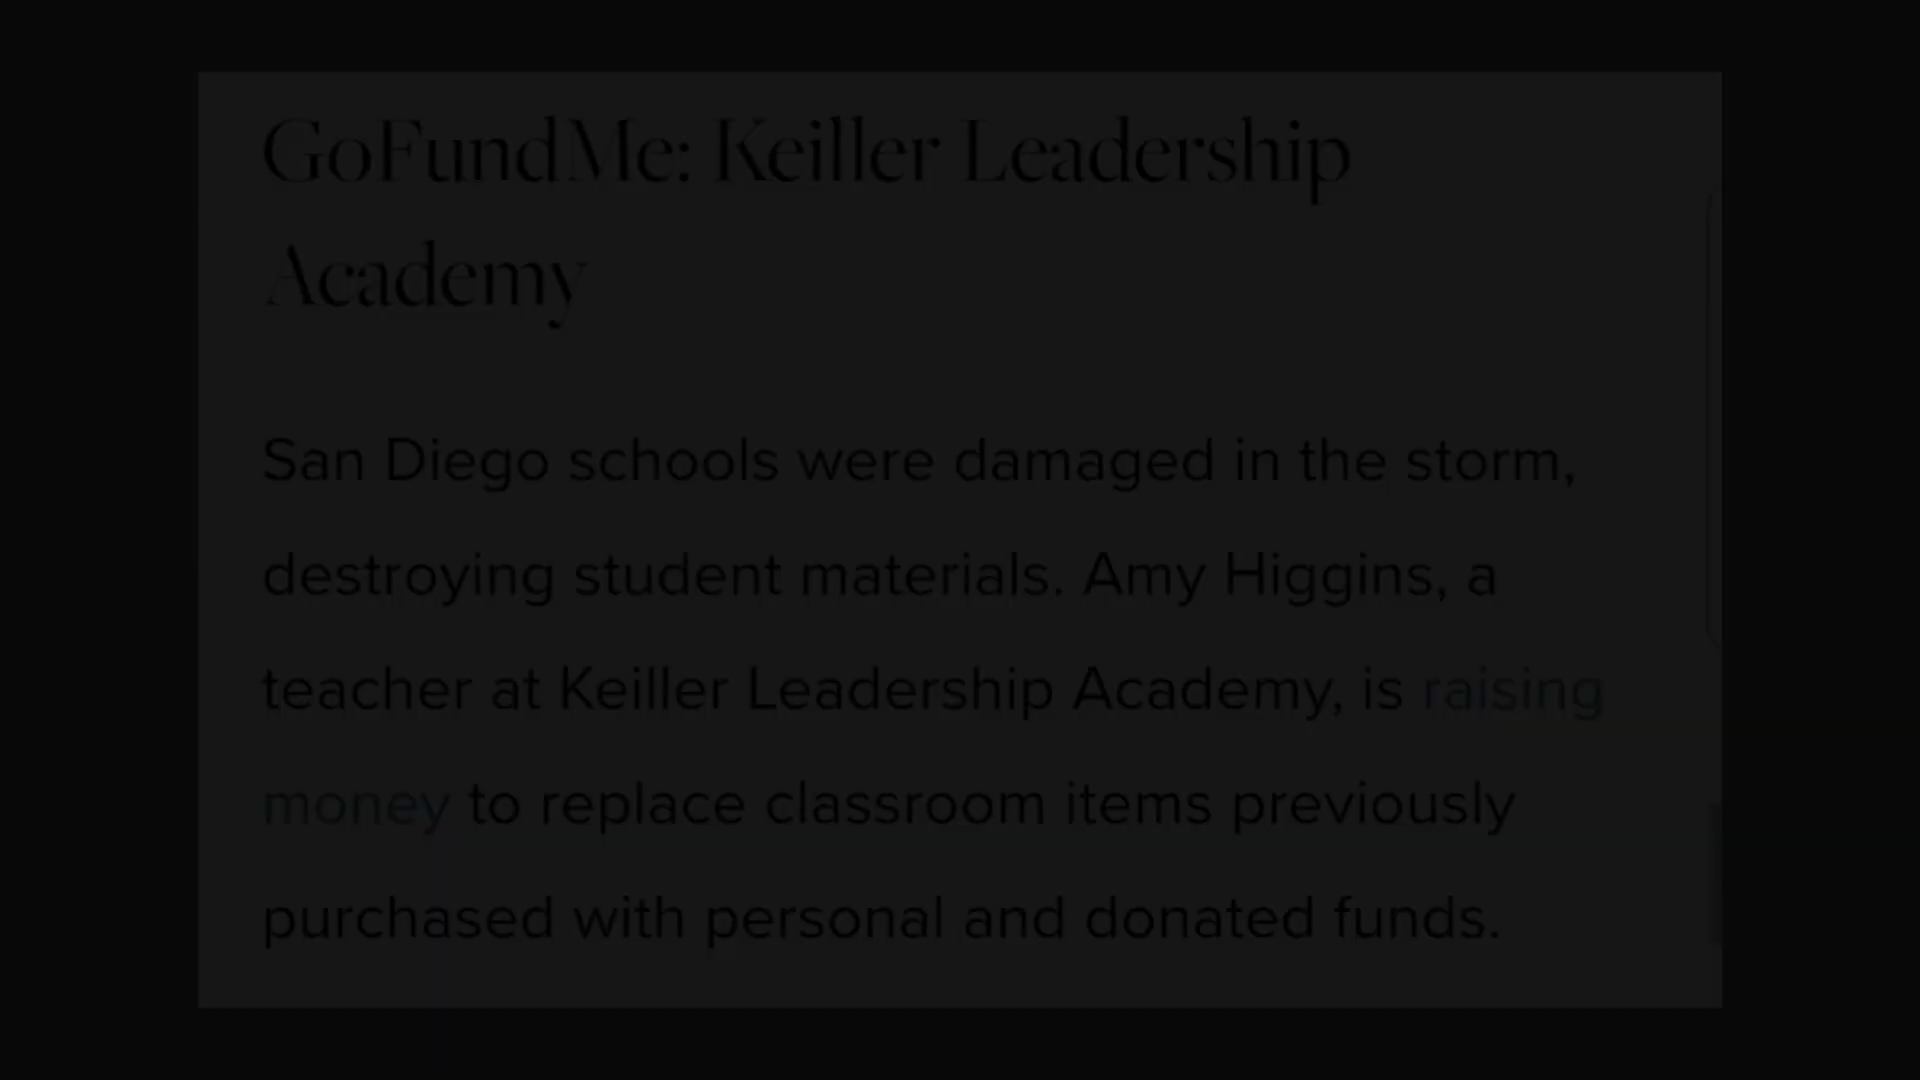 GoFundMe: Keiller Leadership
Academy
San Diego schools were damaged in the storm,
destroying student materials. Amy Higgins, a
teacher at Keiller Leadership Academy, is raising
money to replace classroom items previously
purchased with personal and donated funds.